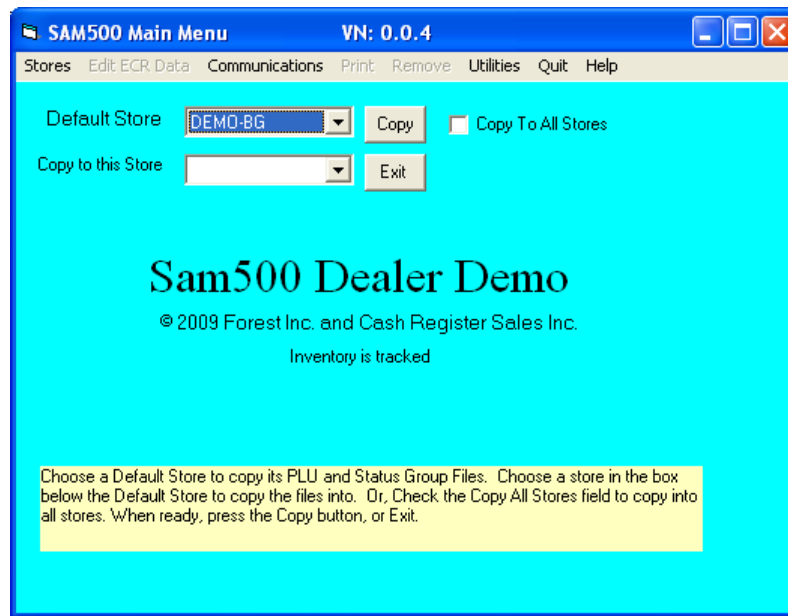 SAM500 Main Menu VN: 0.0.4
Stores Edit ECR Data Communications Print Remove Utilities Quit Help
Default Store DEMO-BG Copy Copy To All Stores
Copy to this Store Exit
Sam500 Dealer Demo
© 2009 Forest Inc. and Cash Register Sales Inc.
Inventory is tracked
Choose a Default Store to copy its PLU and Status Group Files. Choose a store in the box
below the Default Store to copy the files into. Or, Check the Copy All Stores field to copy into
all stores. When ready, press the Copy button, or Exit.